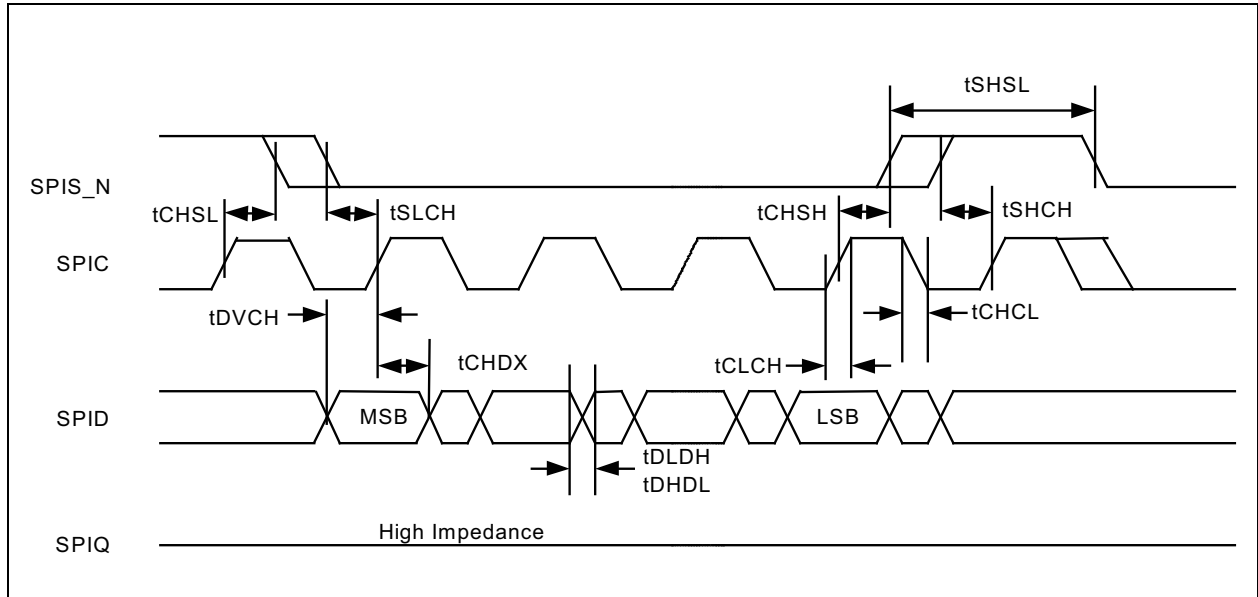 tSHSL
SPIS_N
tCHSL
tSLCH
tCHSH
tSHCH
SPIC
tDVCH
tCHCL
tCHDX
tCLCH
SPID
MSB
LSB
tDLDH
tDHDL
High Impedance
SPIQ